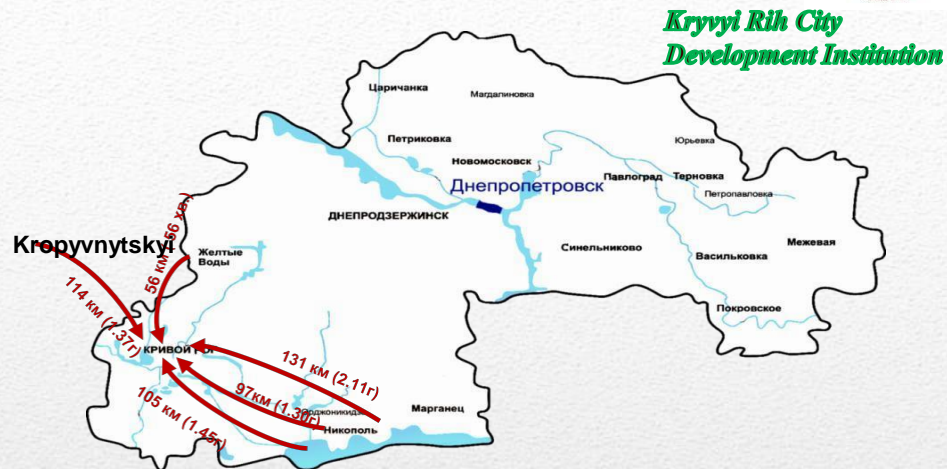 Kryvyi Rih City
Development Institution
Царичанка
Магдалиновка
Петриковка
Юрьевка
Новомосковск
Павлоград
Терновка
Днепропетровск
Петропавловка
ДНЕПРОДЗЕРЖИНСК
Kropyvnytskyi
56 км (56 хв.)
Желтые
Воды
Синельниково
Васильковка
Межевая
Покровское
114 км (1.37г)
КРИВОЙ
131 км (2.11г)
97км (1.30г)
105 км (1.45г)
Марганец
Никополь